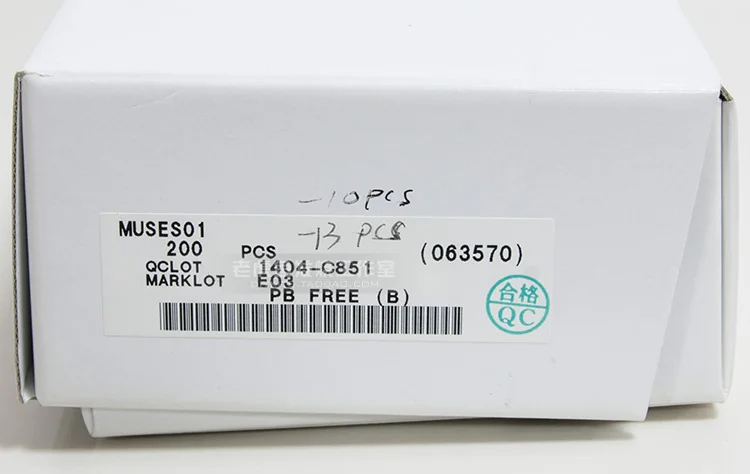 -10PCS
MUSES01
200 PCS -13 PCS (063570)
QCLOT 1404-C851
MARKLOT E03
PB FREE (B)
合格
QC